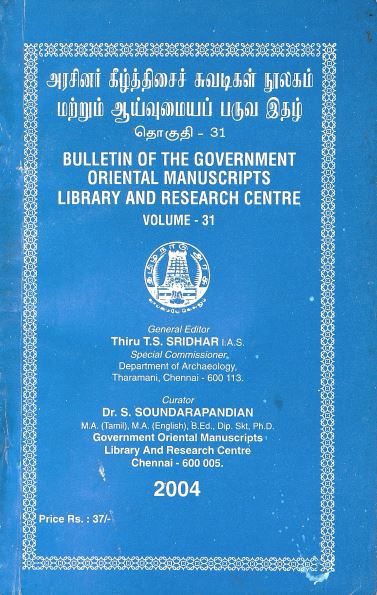 அரசினர் கீழ்த்திசைச் சுவடிகள் நூலகம்
மற்றும் ஆய்வுமையப் பருவ இதழ்
தொகுதி - 31
BULLETIN OF THE GOVERNMENT
ORIENTAL MANUSCRIPTS
LIBRARY AND RESEARCH CENTRE
VOLUME - 31
General Editor
Thiru T.S. SRIDHAR I.A.S.
Special Commissioner,
Department of Archaeology,
Tharamani, Chennai - 600 113.
Curator
Dr. S. SOUNDARAPANDIAN
M.A. (Tamil), M.A. (English), B.Ed., Dip. Skt, Ph.D.
Government Oriental Manuscripts
Library And Research Centre
Chennai - 600 005.
2004
Price Rs. : 37/-